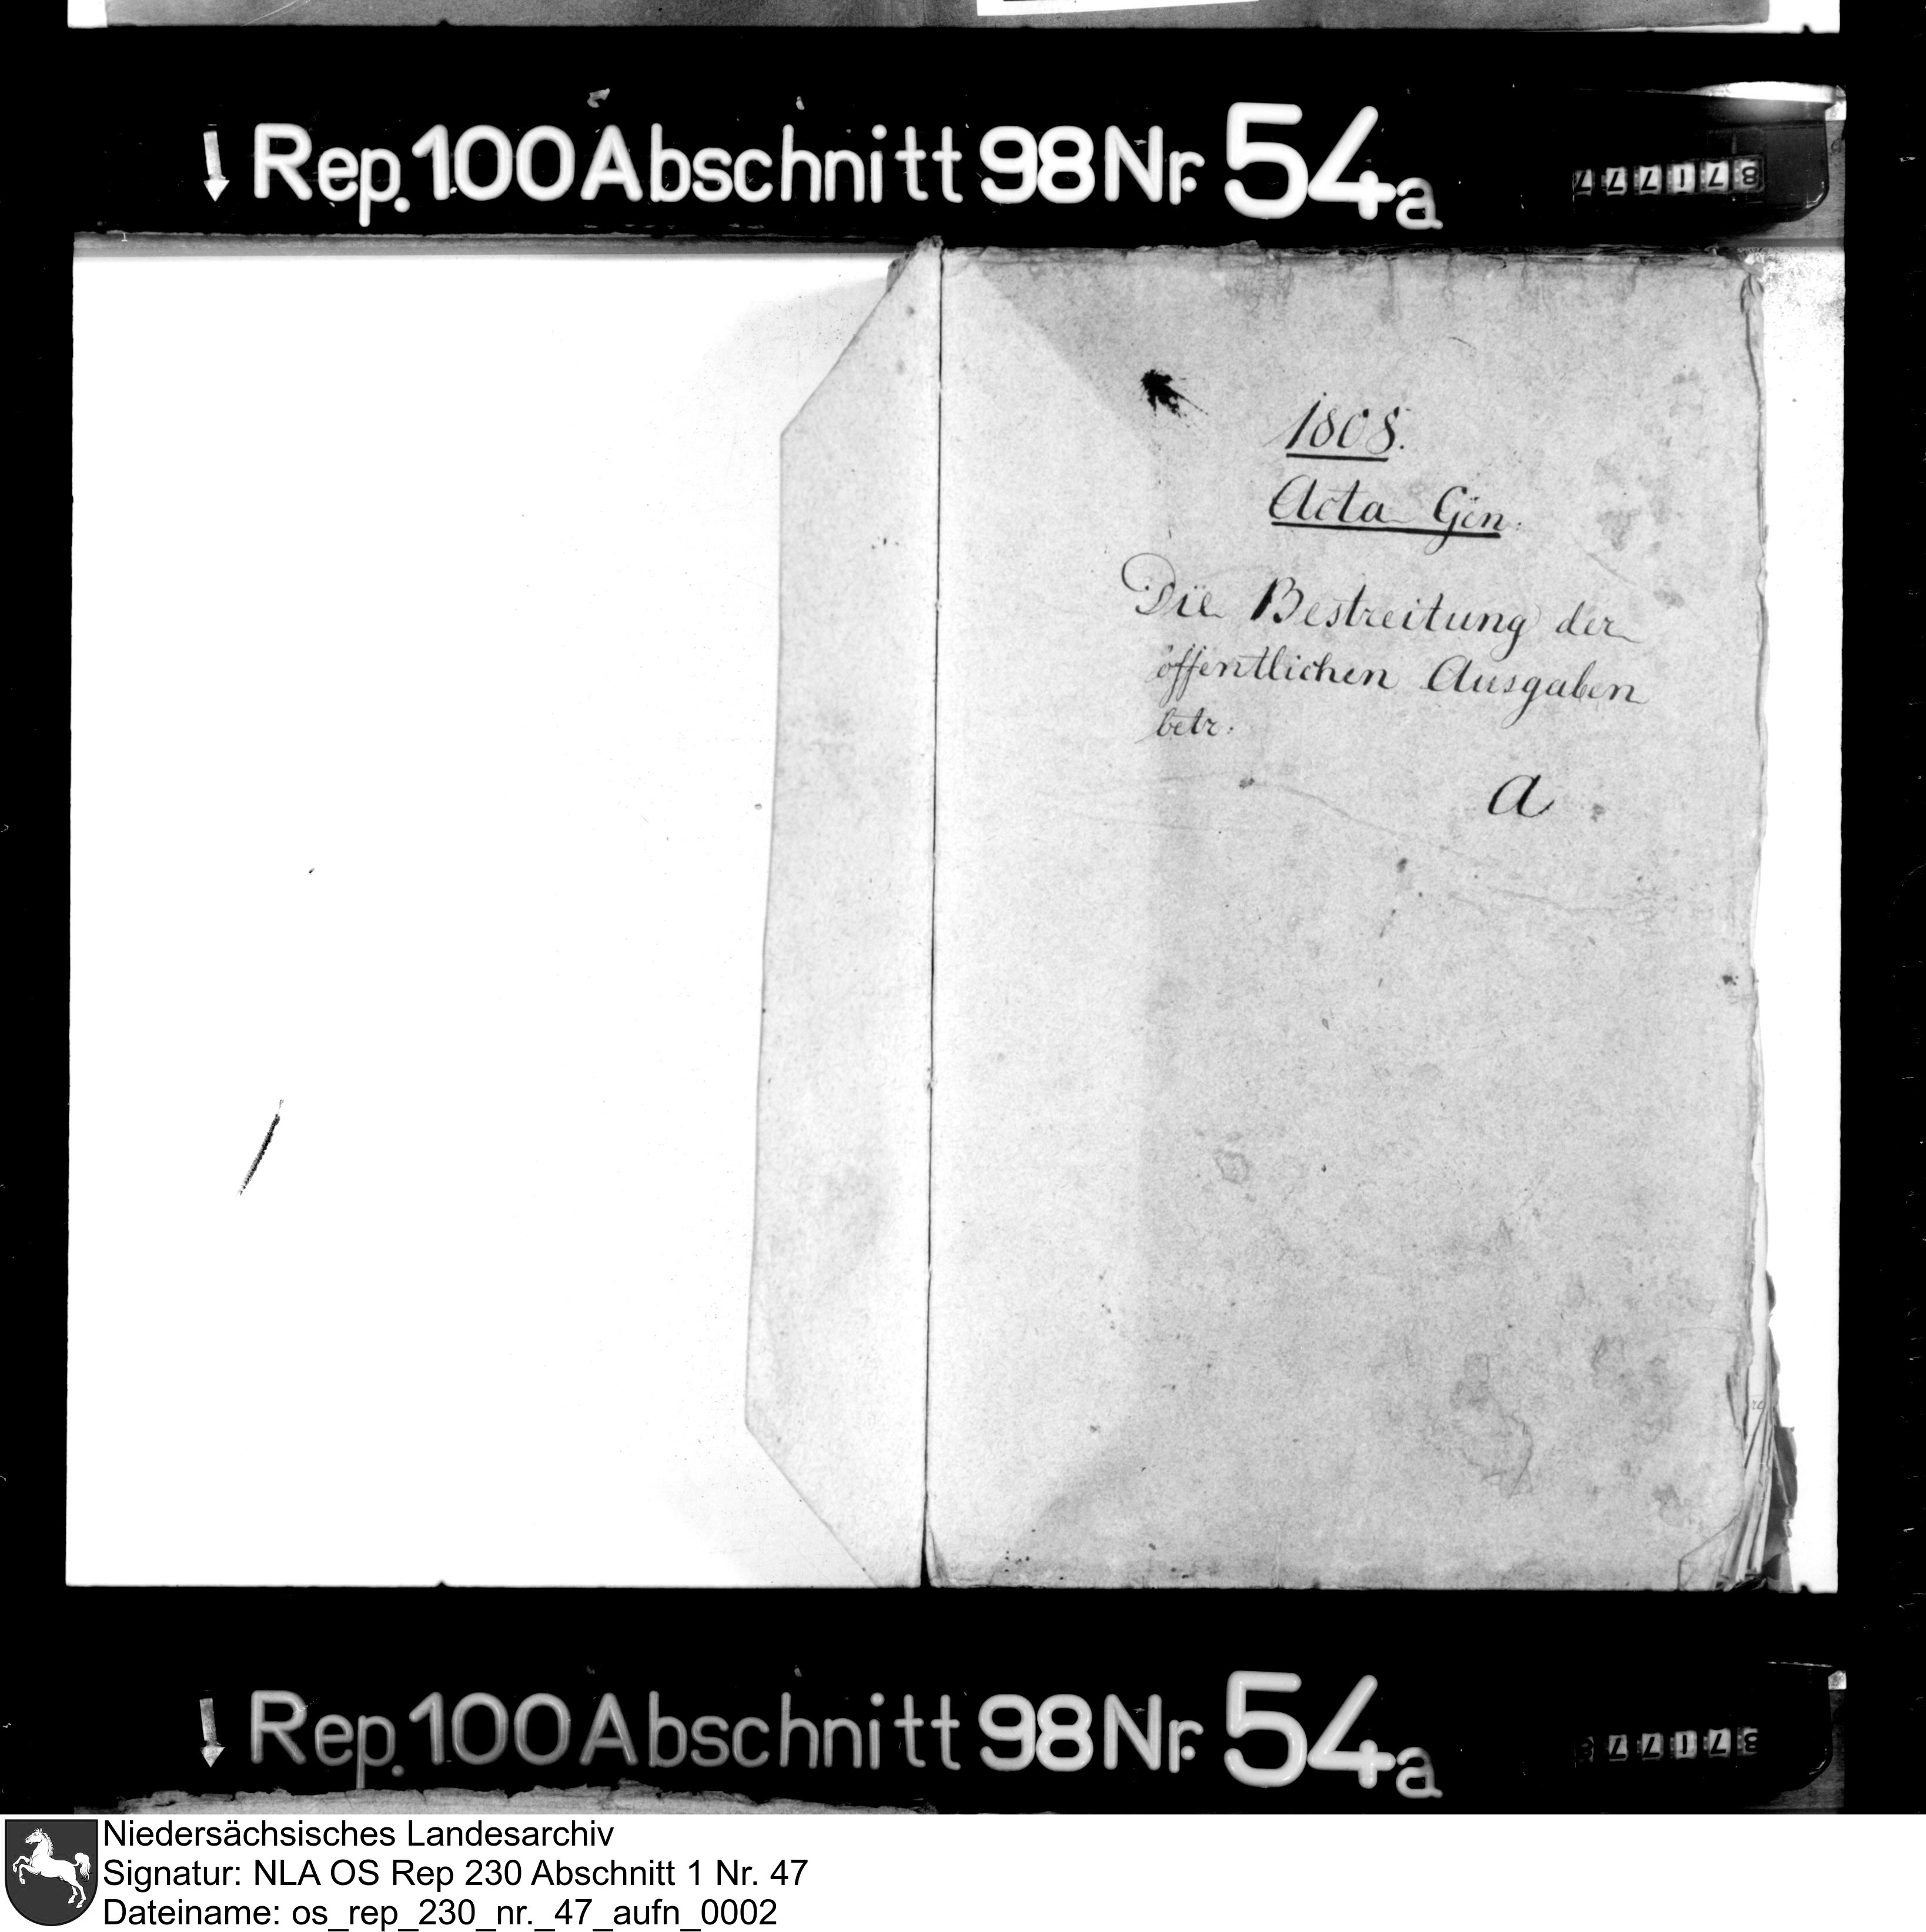 Rep. 100 Abschnitt 98 Nr. 54a
1808.
Acta Gen.
Die Bestreitung der
öffentlichen Ausgaben
betr.
a
Rep. 100 Abschnitt 98 Nr. 54a
Niedersächsisches Landesarchiv
Signatur: NLA OS Rep 230 Abschnitt 1 Nr. 47
Dateiname: os_rep_230_nr._47_aufn_0002